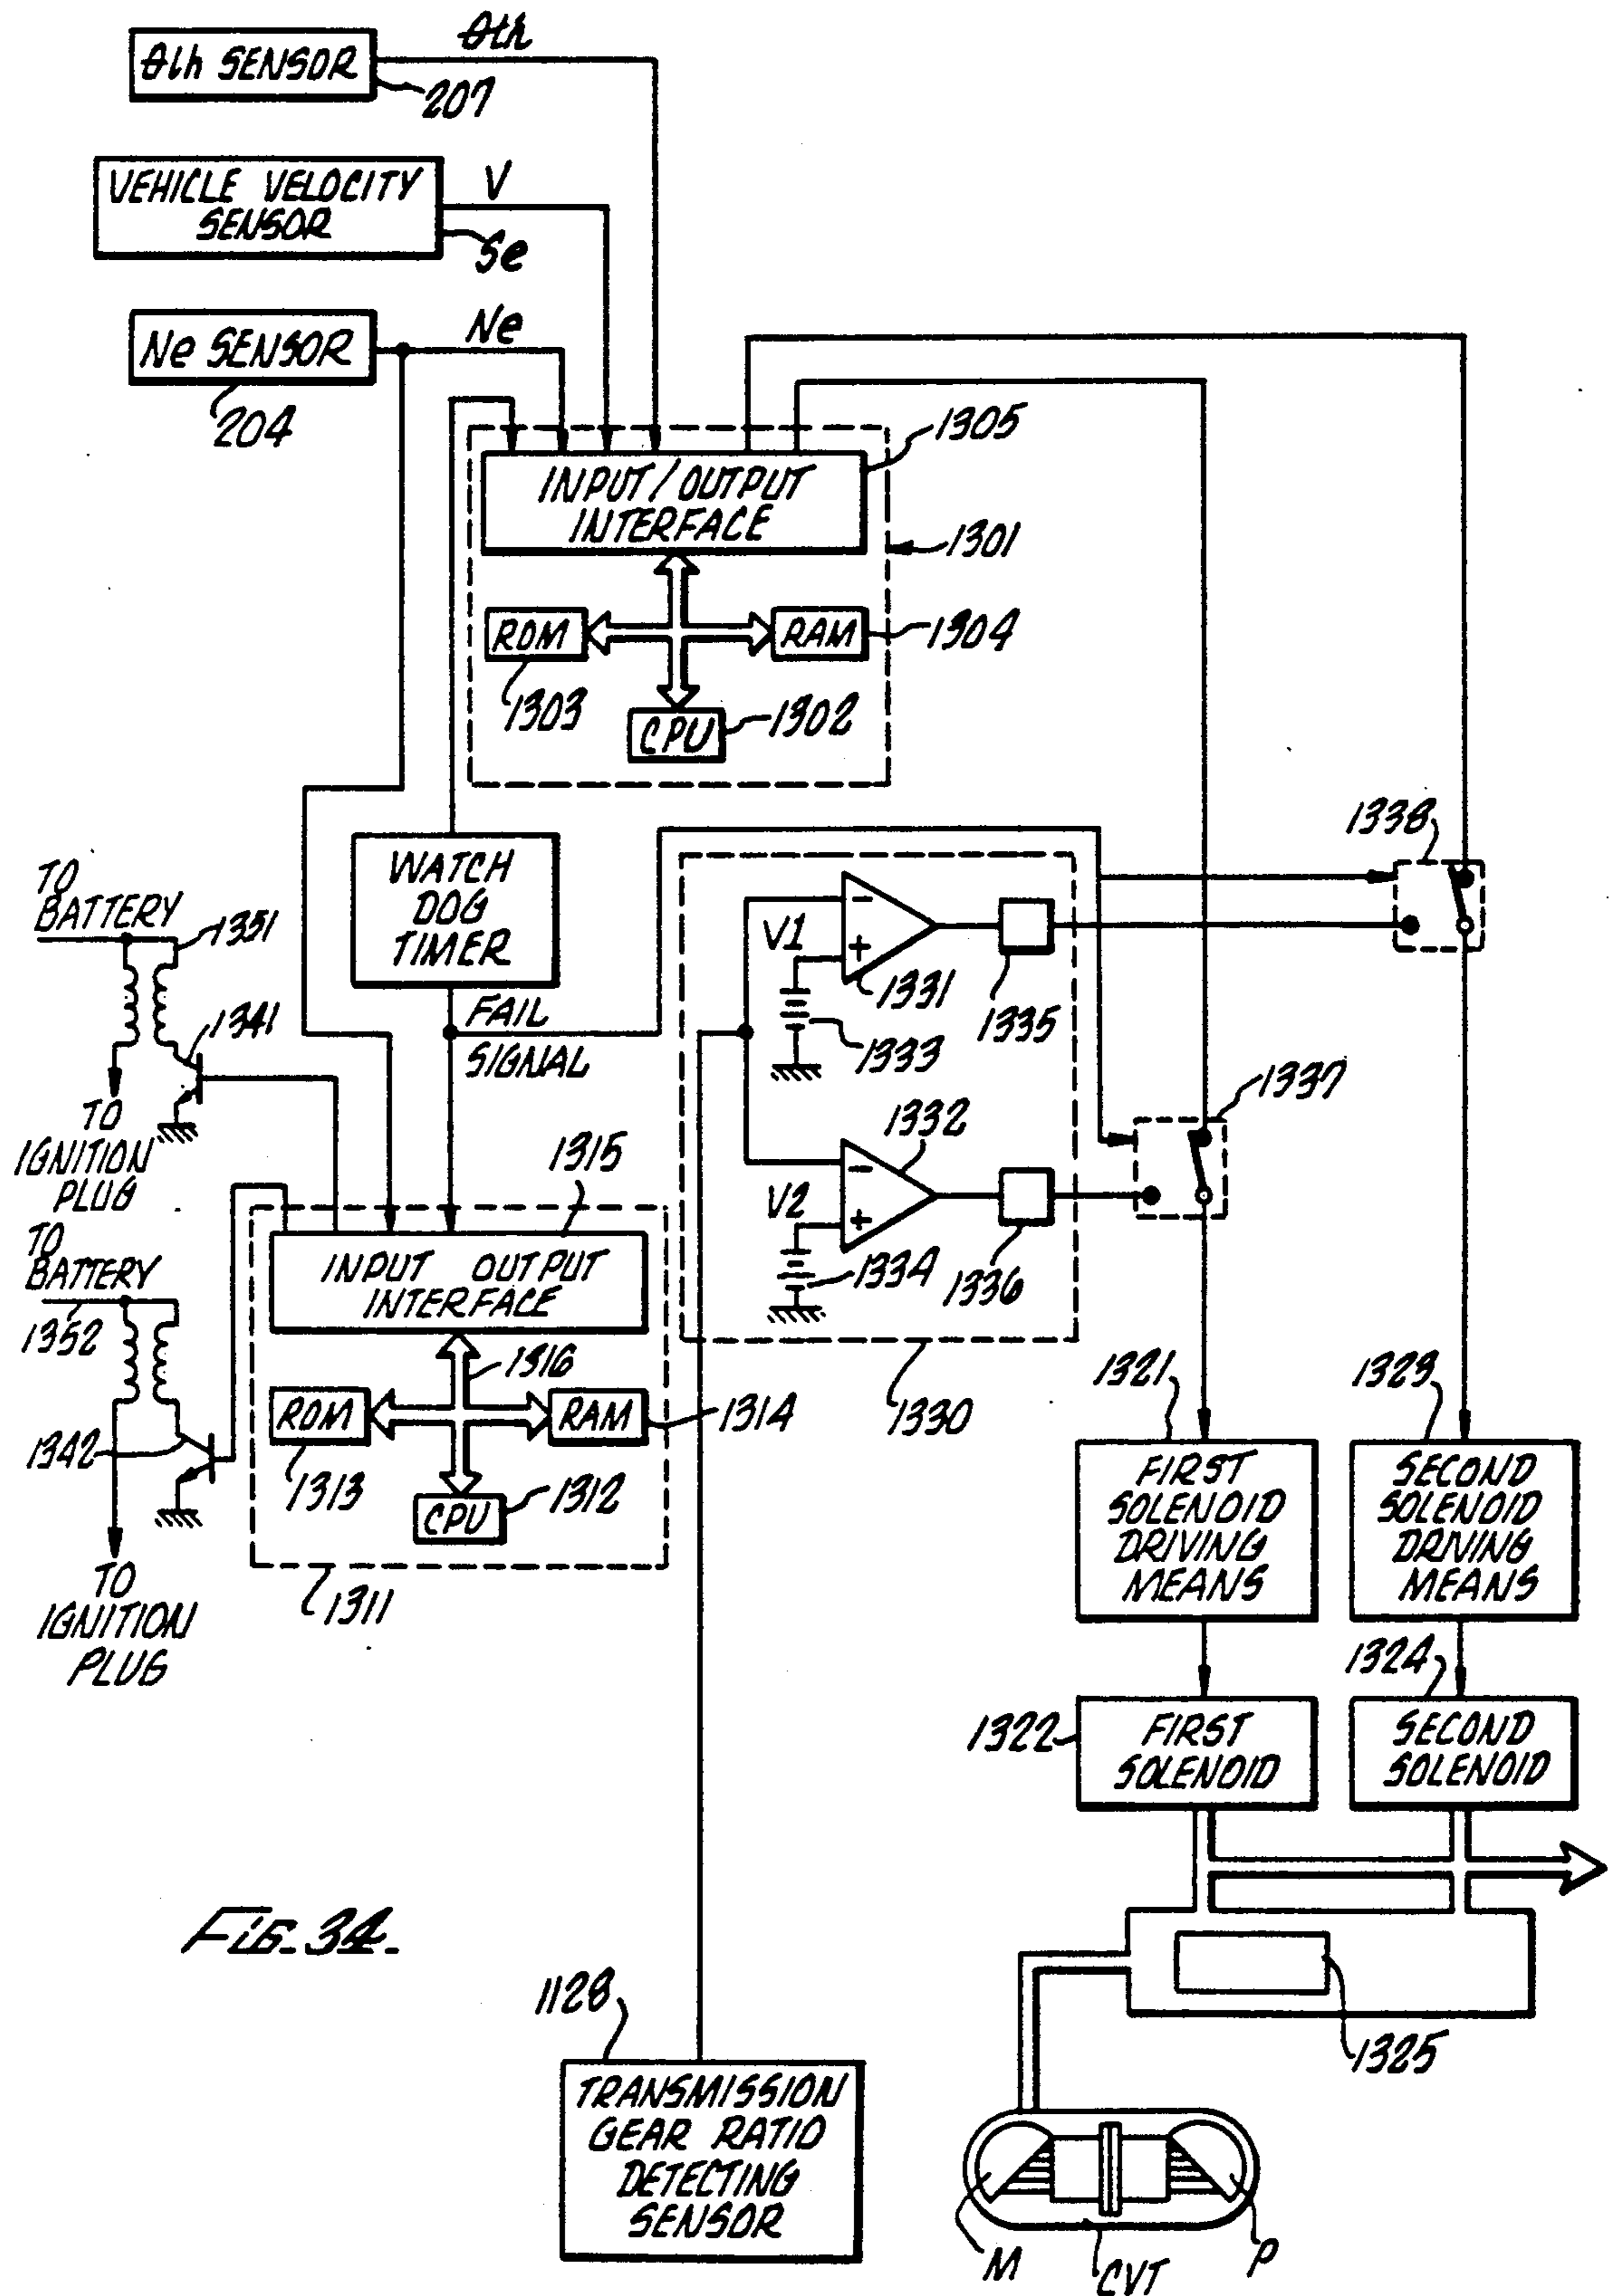 θth
θth SENSOR
207
VEHICLE VELOCITY
SENSOR
V
Se
Ne SENSOR
Ne
204
1305
INPUT/OUTPUT
INTERFACE
1301
ROM
RAM
1304
1303
CPU
1302
1338
WATCH
DOG
TIMER
TO
BATTERY
1351
V1
-
+
1331
1335
FAIL
SIGNAL
1333
1341
1337
TO
IGNITION
PLUG
1332
1315
-
V2
+
1334
1336
TO
BATTERY
INPUT OUTPUT
INTERFACE
1352
1316
1321
1323
ROM
RAM
1314
1330
1342
1313
CPU
1312
FIRST
SOLENOID
DRIVING
MEANS
SECOND
SOLENOID
DRIVING
MEANS
TO
IGNITION
PLUG
1311
1324
1322
FIRST
SOLENOID
SECOND
SOLENOID
FIG. 34.
1128
1325
TRANSMISSION
GEAR RATIO
DETECTING
SENSOR
M
CVT
P